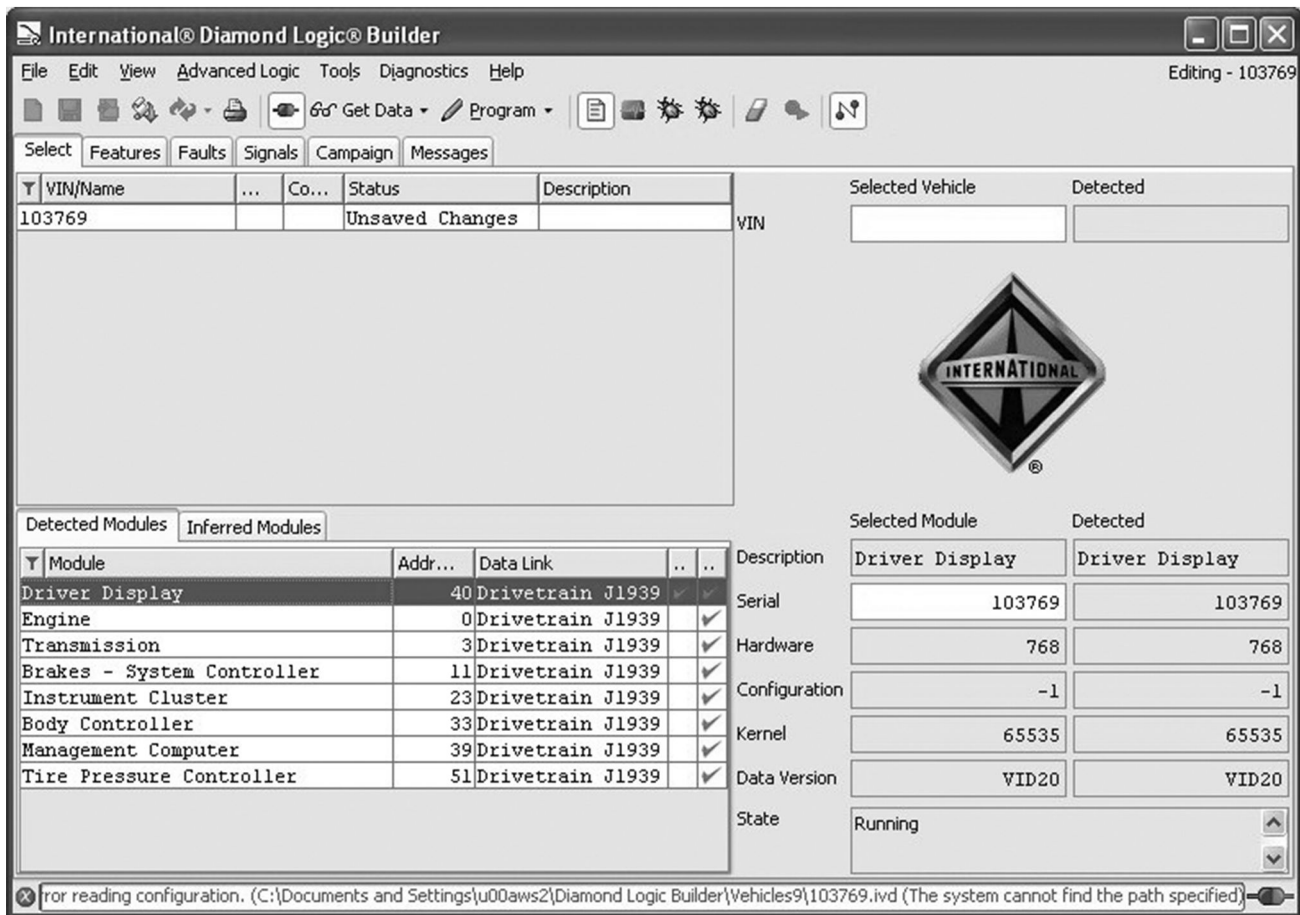 International® Diamond Logic® Builder
File Edit View Advanced Logic Tools Diagnostics Help Editing - 103769
Get Data Program
Select Features Faults Signals Campaign Messages
VIN/Name ... Co... Status Description
103769 Unsaved Changes
Selected Vehicle Detected
VIN
INTERNATIONAL
®
Detected Modules Inferred Modules
Module Addr... Data Link .. ..
Driver Display 40 Drivetrain J1939
Engine 0 Drivetrain J1939
Transmission 3 Drivetrain J1939
Brakes - System Controller 11 Drivetrain J1939
Instrument Cluster 23 Drivetrain J1939
Body Controller 33 Drivetrain J1939
Management Computer 39 Drivetrain J1939
Tire Pressure Controller 51 Drivetrain J1939
Selected Module Detected
Description Driver Display Driver Display
Serial 103769 103769
Hardware 768 768
Configuration -1 -1
Kernel 65535 65535
Data Version VID20 VID20
State Running
rror reading configuration. (C:\Documents and Settings\u00aws2\Diamond Logic Builder\Vehicles9\103769.ivd (The system cannot find the path specified)